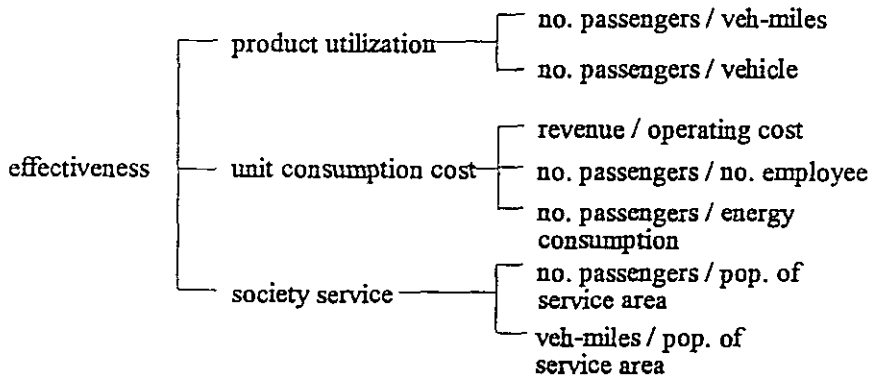 effectiveness
product utilization
no. passengers / veh-miles
no. passengers / vehicle
unit consumption cost
revenue / operating cost
no. passengers / no. employee
no. passengers / energy
consumption
society service
no. passengers / pop. of
service area
veh-miles / pop. of
service area